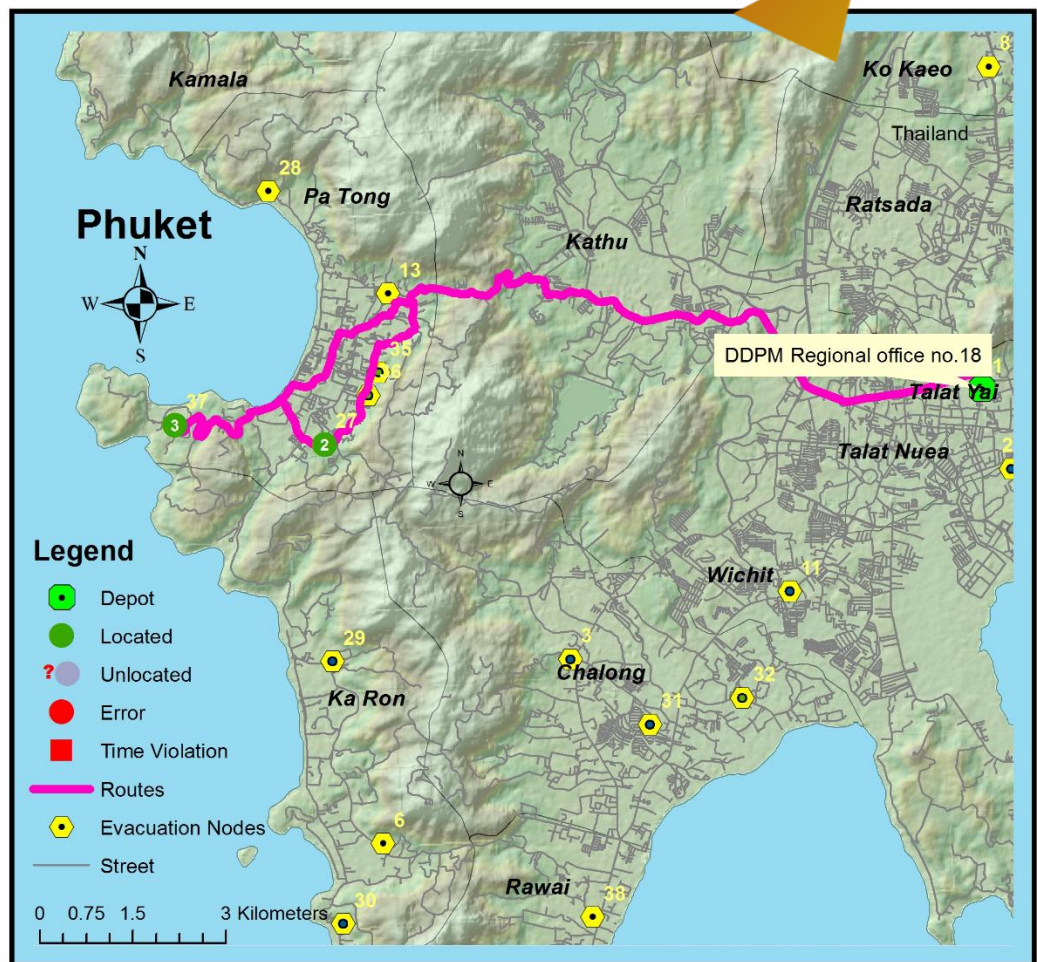 Kamala
Ko Kaeo
8
Thailand
28
Pa Tong
Ratsada
Phuket
Kathu
N
W
E
S
13
DDPM Regional office no.18
35
1
Talat Yai
37
3
27
2
Talat Nuea
2
N
W
E
S
Legend
Wichit
11
Depot
Located
29
3
? Unlocated
Chalong
Ka Ron
32
31
Error
Time Violation
Routes
6
Evacuation Nodes
Street
Rawai
38
30
0 0.75 1.5 3 Kilometers